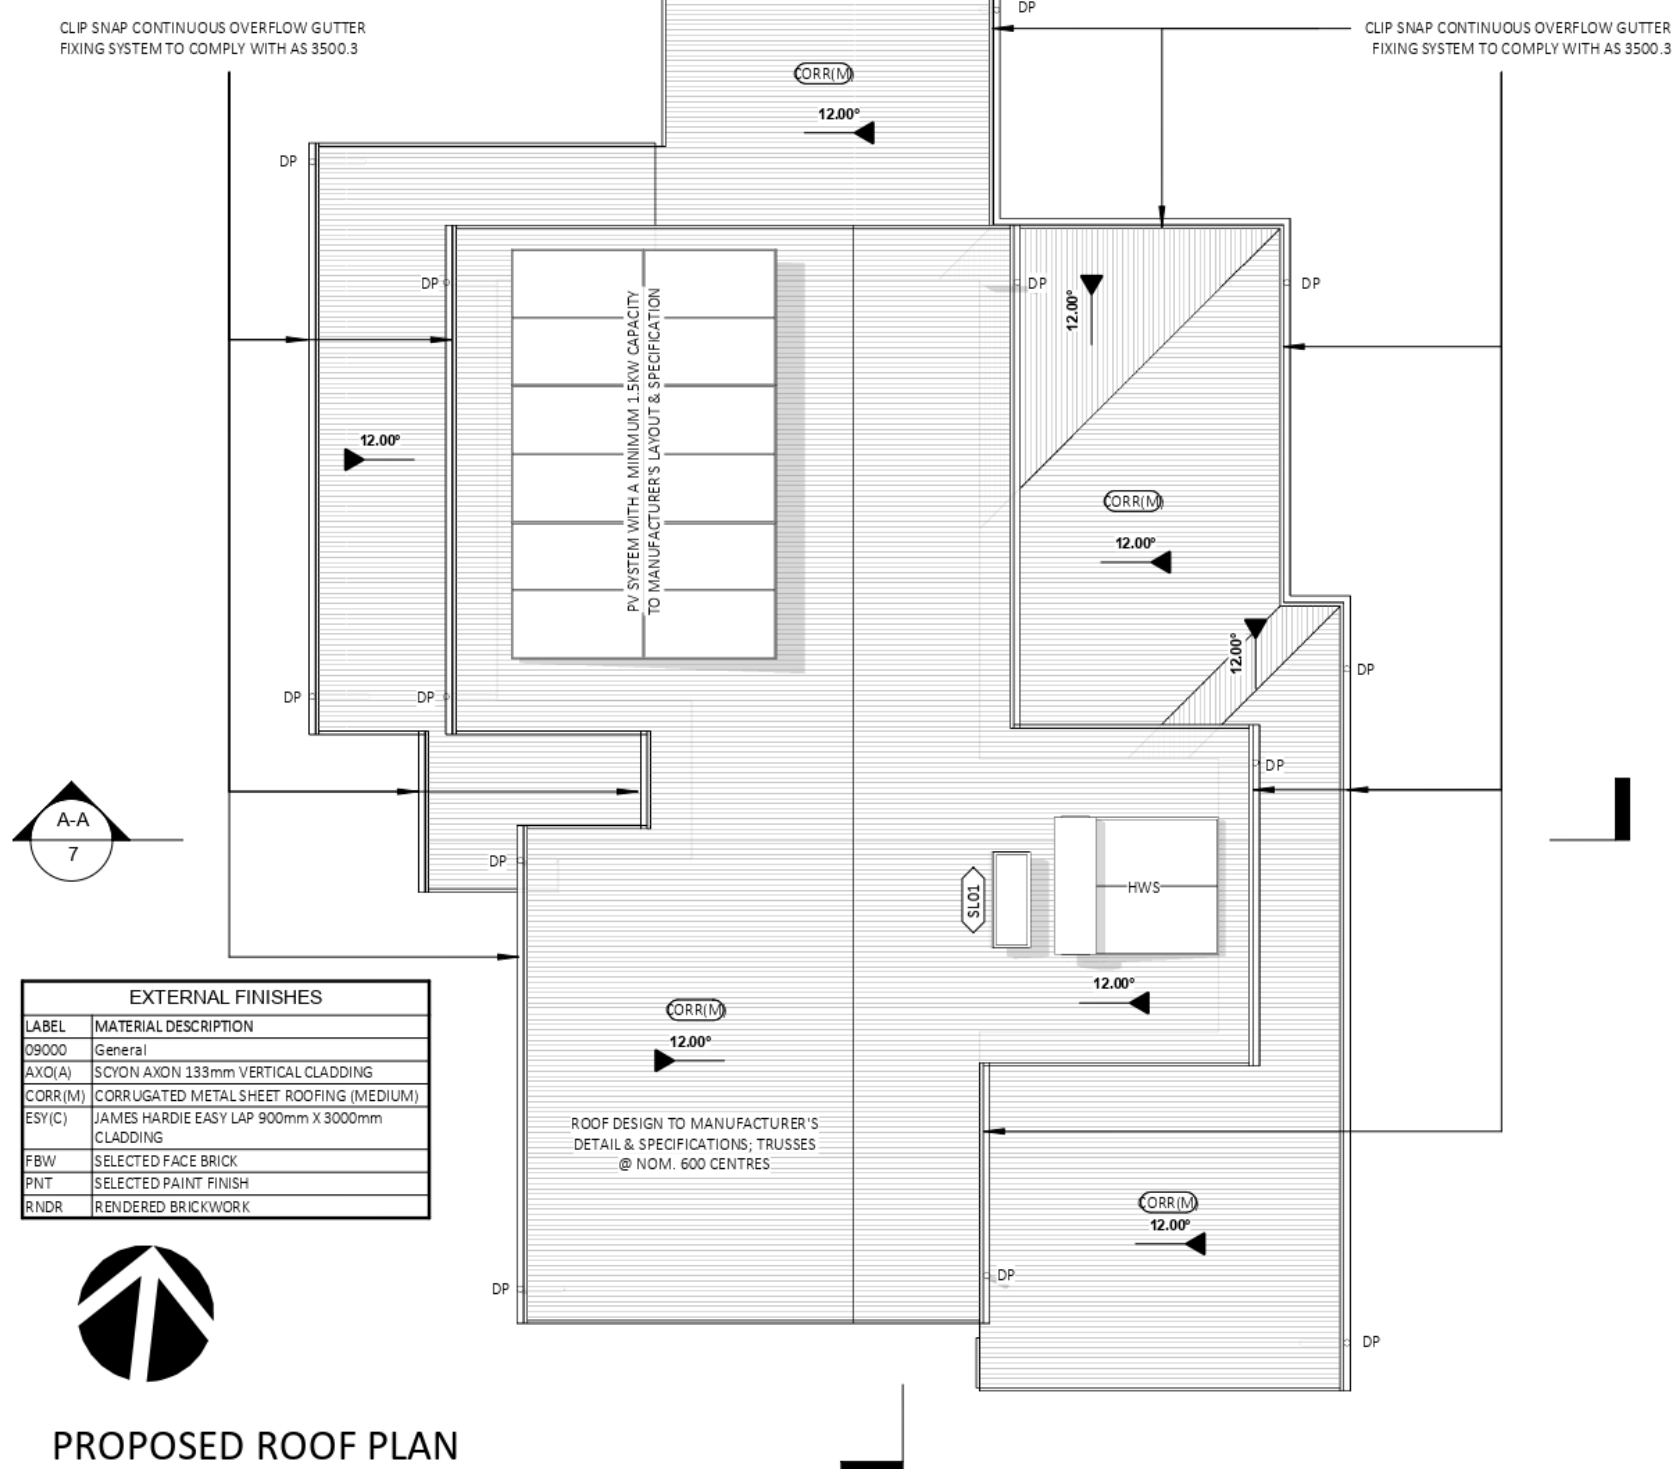 CLIP SNAP CONTINUOUS OVERFLOW GUTTER
FIXING SYSTEM TO COMPLY WITH AS 3500.3
DP
CLIP SNAP CONTINUOUS OVERFLOW GUTTER
FIXING SYSTEM TO COMPLY WITH AS 3500.3
CORR(M)
12.00°
DP
DP
DP
12.00°
DP
PV SYSTEM WITH A MINIMUM 1.5KW CAPACITY
TO MANUFACTURER'S LAYOUT & SPECIFICATION
12.00°
CORR(M)
12.00°
12.00°
DP
DP
DP
DP
A-A
7
DP
SL01
HWS
12.00°
CORR(M)
12.00°
ROOF DESIGN TO MANUFACTURER'S
DETAIL & SPECIFICATIONS; TRUSSES
@ NOM. 600 CENTRES
EXTERNAL FINISHES
LABEL MATERIAL DESCRIPTION
09000 General
AXO(A) SCYON AXON 133mm VERTICAL CLADDING
CORR(M) CORRUGATED METAL SHEET ROOFING (MEDIUM)
ESY(C) JAMES HARDIE EASY LAP 900mm X 3000mm
CLADDING
FBW SELECTED FACE BRICK
PNT SELECTED PAINT FINISH
RNDR RENDERED BRICKWORK
CORR(M)
12.00°
DP
DP
DP
PROPOSED ROOF PLAN